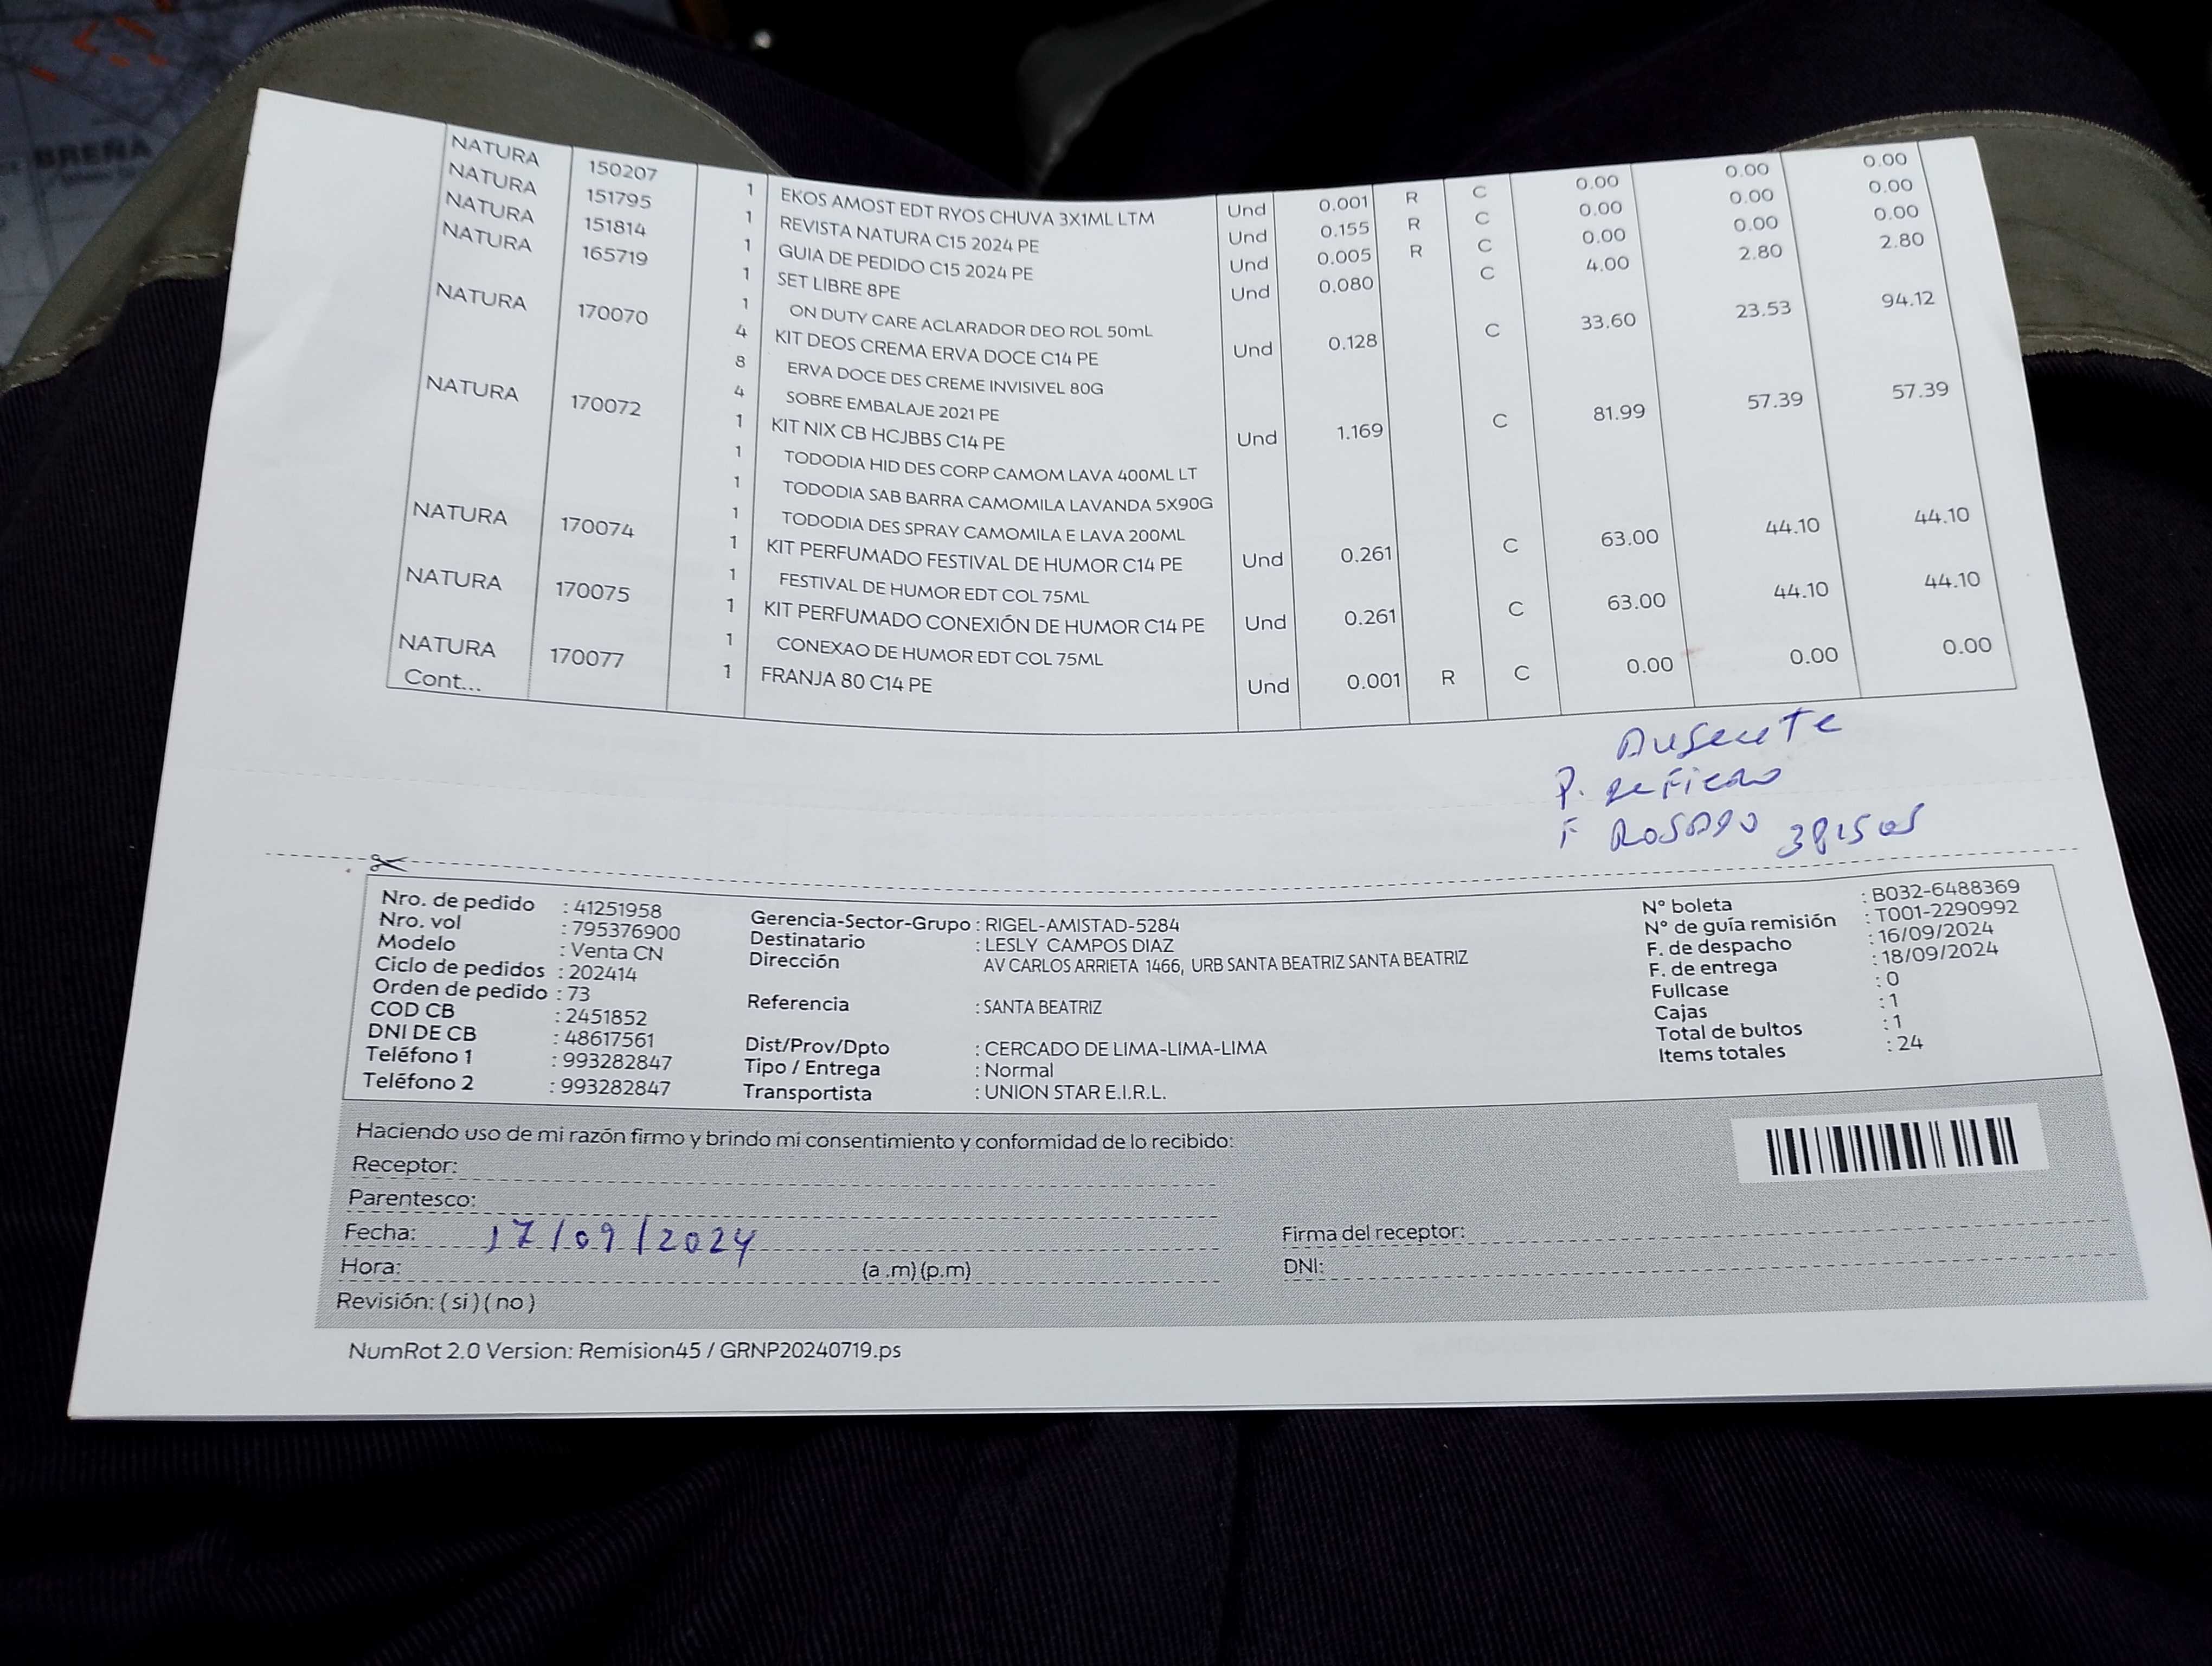 BREÑA
NATURA 150207 1 EKOS AMOST EDT RYOS CHUVA 3X1ML LTM Und 0.001 R C 0.00 0.00 0.00
NATURA 151795 1 REVISTA NATURA C15 2024 PE Und 0.155 R C 0.00 0.00 0.00
NATURA 151814 1 GUIA DE PEDIDO C15 2024 PE Und 0.005 R C 0.00 0.00 0.00
NATURA 165719 1 SET LIBRE 8PE Und 0.080 C 4.00 2.80 2.80
1 ON DUTY CARE ACLARADOR DEO ROL 50mL
NATURA 170070 4 KIT DEOS CREMA ERVA DOCE C14 PE Und 0.128 C 33.60 23.53 94.12
8 ERVA DOCE DES CREME INVISIVEL 80G
4 SOBRE EMBALAJE 2021 PE
NATURA 170072 1 KIT NIX CB HCJBBS C14 PE Und 1.169 C 81.99 57.39 57.39
1 TODODIA HID DES CORP CAMOM LAVA 400ML LT
1 TODODIA SAB BARRA CAMOMILA LAVANDA 5X90G
1 TODODIA DES SPRAY CAMOMILA E LAVA 200ML
NATURA 170074 1 KIT PERFUMADO FESTIVAL DE HUMOR C14 PE Und 0.261 C 63.00 44.10 44.10
1 FESTIVAL DE HUMOR EDT COL 75ML
NATURA 170075 1 KIT PERFUMADO CONEXIÓN DE HUMOR C14 PE Und 0.261 C 63.00 44.10 44.10
1 CONEXAO DE HUMOR EDT COL 75ML
NATURA 170077 1 FRANJA 80 C14 PE Und 0.001 R C 0.00 0.00 0.00
Cont...
Ausente
P.
F ROSADO 3 pisos
Nro. de pedido : 41251958
Nro. vol : 795376900
Modelo : Venta CN
Ciclo de pedidos : 202414
Orden de pedido : 73
COD CB : 2451852
DNI DE CB : 48617561
Teléfono 1 : 993282847
Teléfono 2 : 993282847
Gerencia-Sector-Grupo : RIGEL-AMISTAD-5284
Destinatario : LESLY CAMPOS DIAZ
Dirección AV CARLOS ARRIETA 1466, URB SANTA BEATRIZ SANTA BEATRIZ
Referencia : SANTA BEATRIZ
Dist/Prov/Dpto : CERCADO DE LIMA-LIMA-LIMA
Tipo / Entrega : Normal
Transportista : UNION STAR E.I.R.L.
N° boleta : B032-6488369
N° de guía remisión : T001-2290992
F. de despacho : 16/09/2024
F. de entrega : 18/09/2024
Fullcase : 0
Cajas : 1
Total de bultos : 1
Items totales : 24
Haciendo uso de mi razón firmo y brindo mi consentimiento y conformidad de lo recibido:
Receptor:
Parentesco:
Fecha: 17/09/2024
Hora: (a .m) (p.m)
Revisión: ( si ) ( no )
Firma del receptor:
DNI:
NumRot 2.0 Version: Remision45 / GRNP20240719.ps